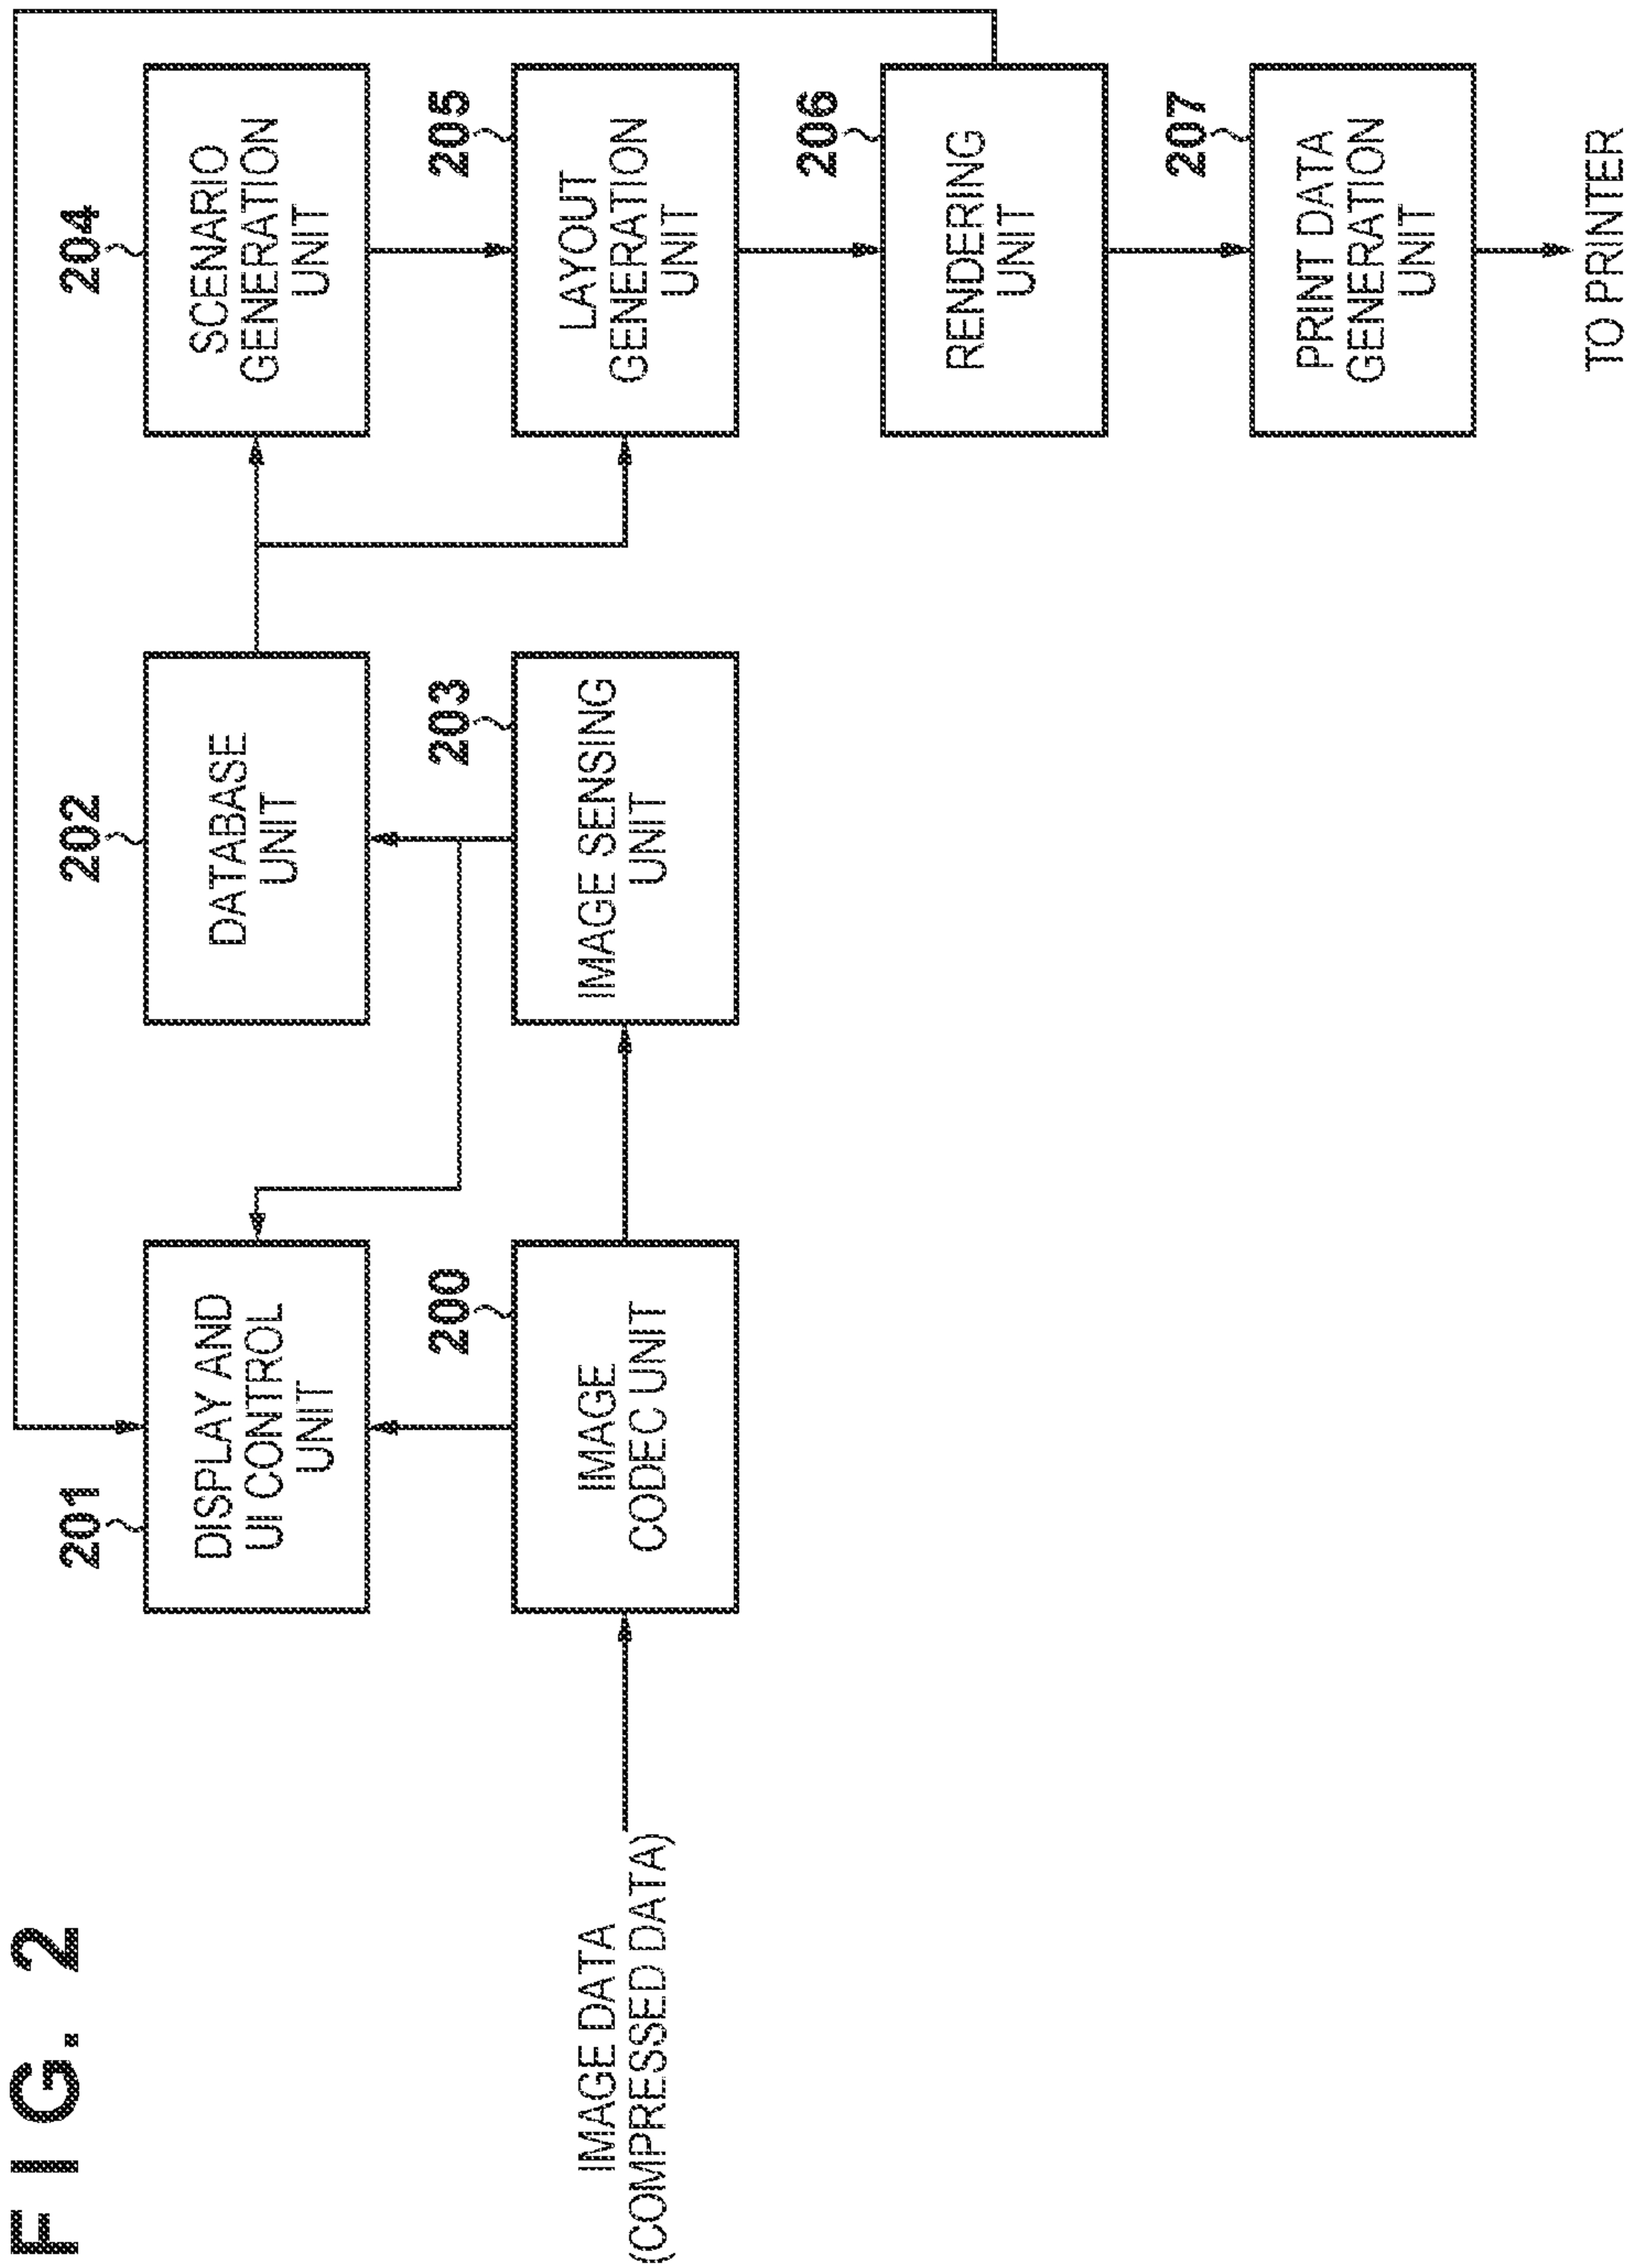 FIG. 2
201
DISPLAY AND
UI CONTROL
UNIT
202
DATABASE
UNIT
204
SCENARIO
GENERATION
UNIT
IMAGE DATA
(COMPRESSED DATA)
200
IMAGE
CODEC UNIT
203
IMAGE SENSING
UNIT
205
LAYOUT
GENERATION
UNIT
206
RENDERING
UNIT
207
PRINT DATA
GENERATION
UNIT
TO PRINTER